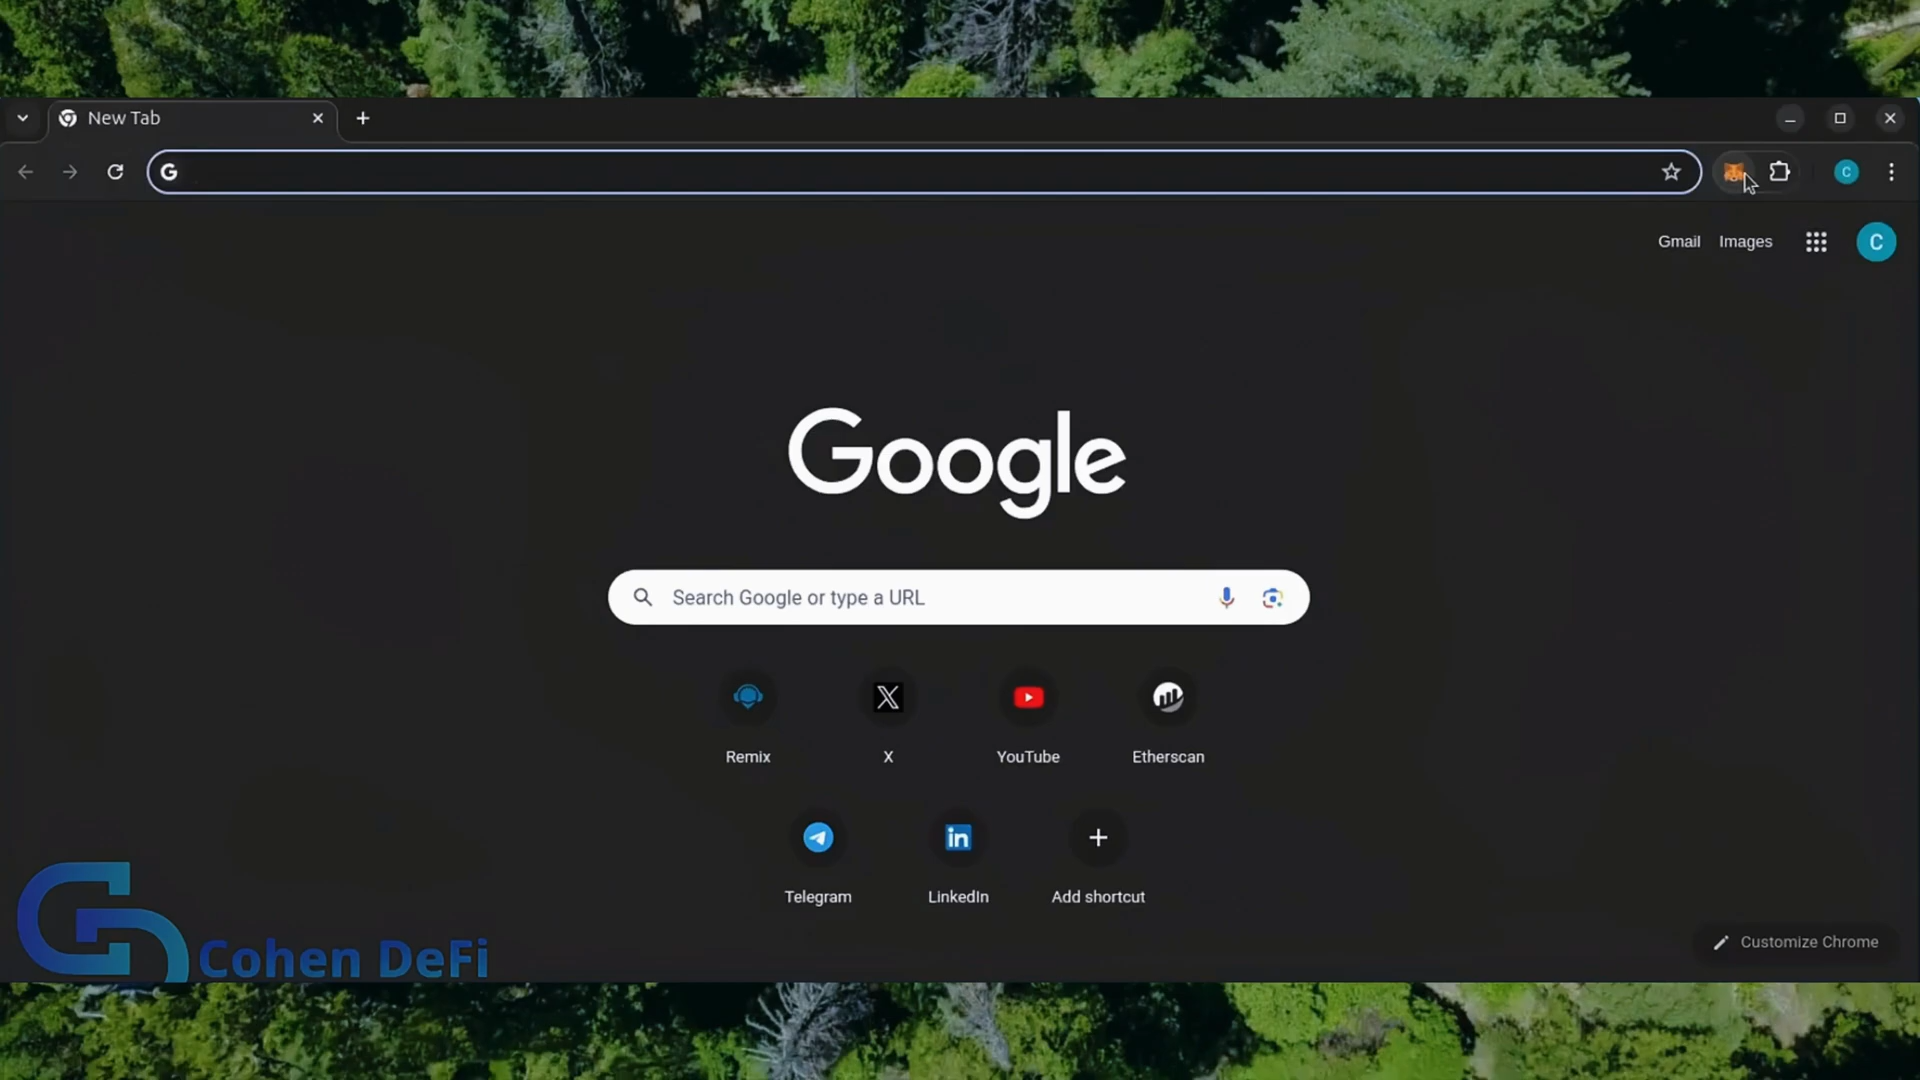 New Tab
Gmail Images
C
Google
Search Google or type a URL
Remix
X
YouTube
Etherscan
Telegram
in
LinkedIn
Add shortcut
Cohen DeFi
Customize Chrome